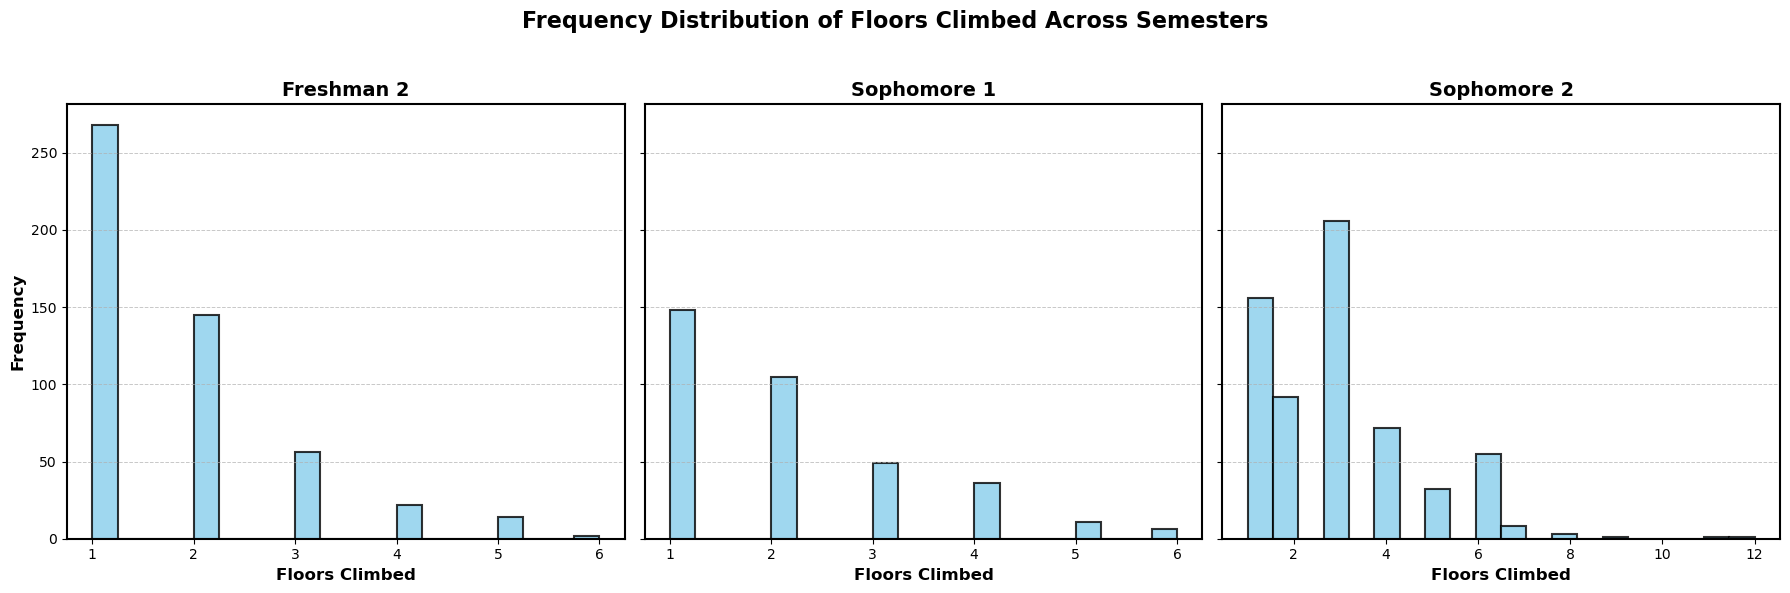 Frequency Distribution of Floors Climbed Across Semesters
Freshman 2
Sophomore 1
Sophomore 2
Frequency
250
200
150
100
50
0
1 2 3 4 5 6
1 2 3 4 5 6
2 4 6 8 10 12
Floors Climbed
Floors Climbed
Floors Climbed